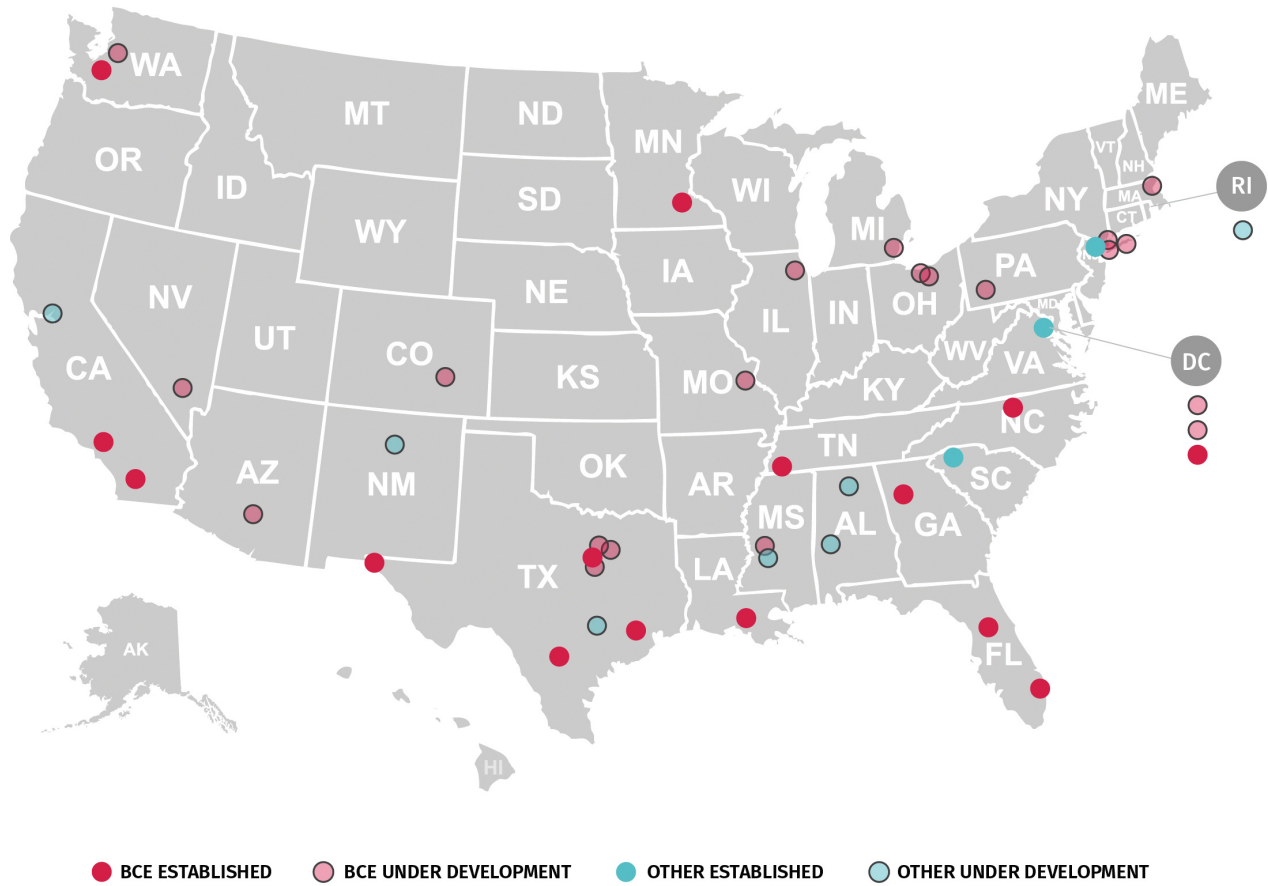 WA
ME
MT
ND
MN
VT
OR
NH
ID
WI
RI
SD
MA
NY
WY
MI
CT
IA
PA
NE
NV
OH
MD
IL
IN
UT
CO
DC
WV
VA
CA
KS
MO
KY
NC
TN
OK
AZ
NM
AR
SC
MS
AL
GA
TX
LA
AK
FL
HI
BCE ESTABLISHED
BCE UNDER DEVELOPMENT
OTHER ESTABLISHED
OTHER UNDER DEVELOPMENT